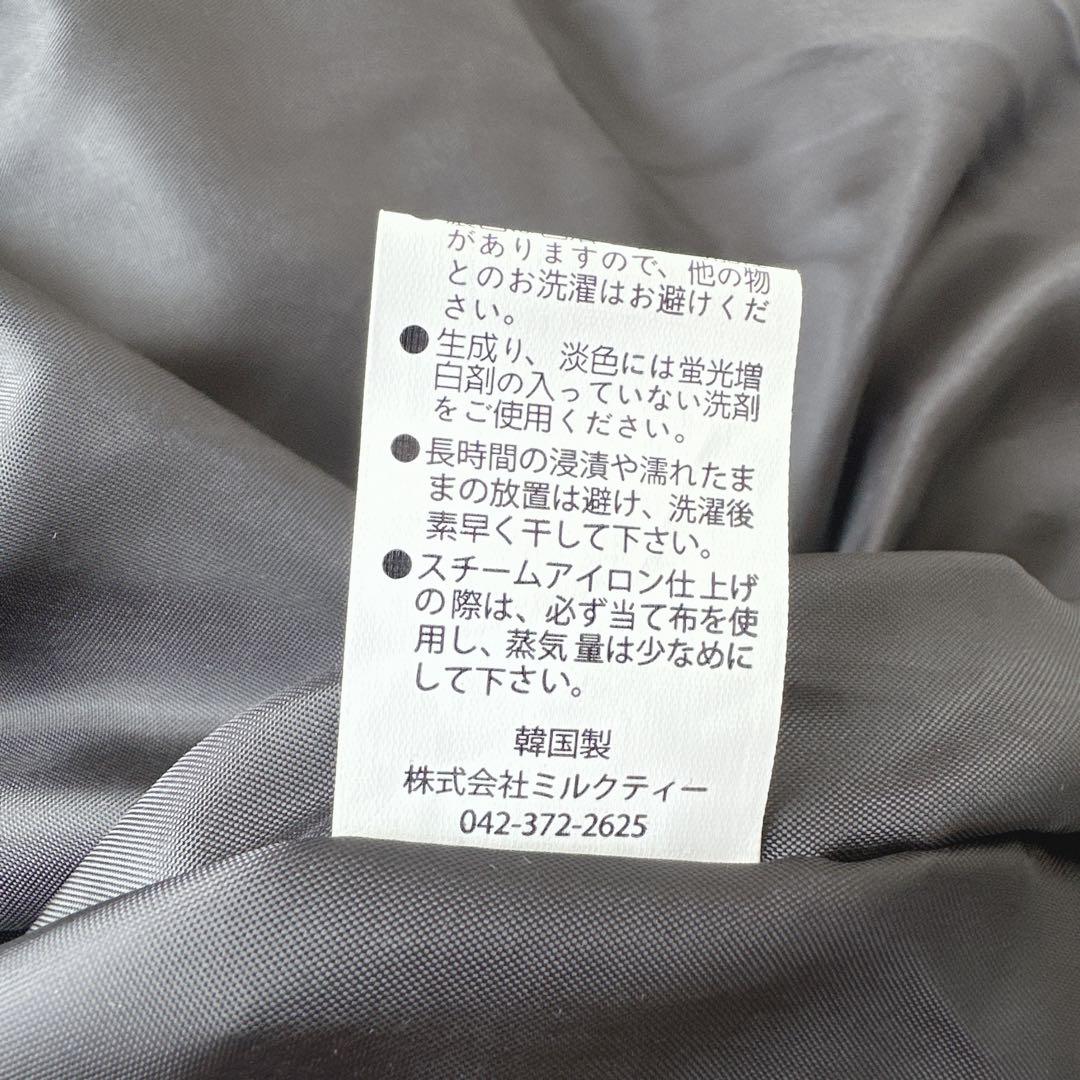 がありますので、他の物
とのお洗濯はお避けくだ
さい。
●生成り、淡色には蛍光増
白剤の入っていない洗剤
をご使用ください。
●長時間の浸漬や濡れたま
まの放置は避け、洗濯後
素早く干して下さい。
●スチームアイロン仕上げ
の際は、必ず当て布を使
用し、蒸気量は少なめに
して下さい。
韓国製
株式会社ミルクティー
042-372-2625